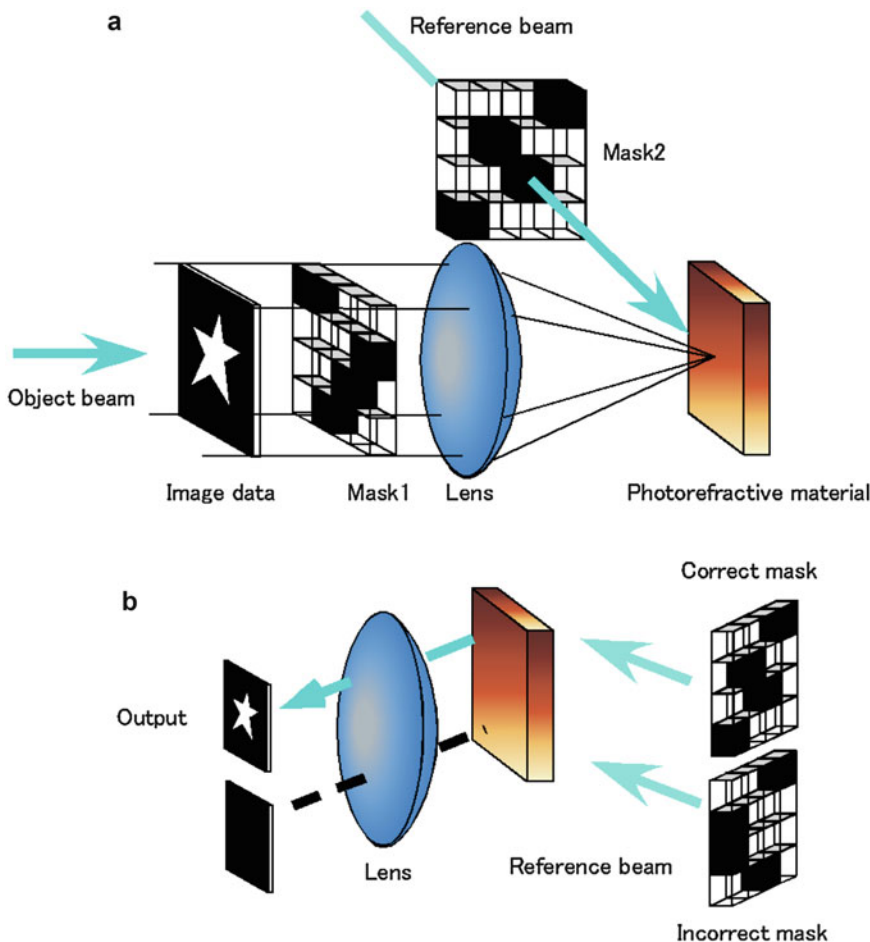 a
Reference beam
Mask2
Object beam
Image data
Mask1
Lens
Photorefractive material
b
Correct mask
Output
Lens
Reference beam
Incorrect mask